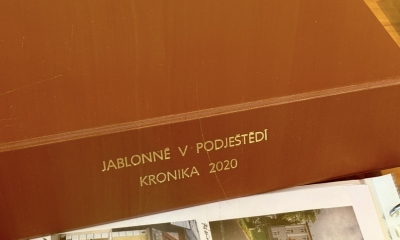 JABLONNÉ V PODJEŠTĚDÍ
KRONIKA 2020